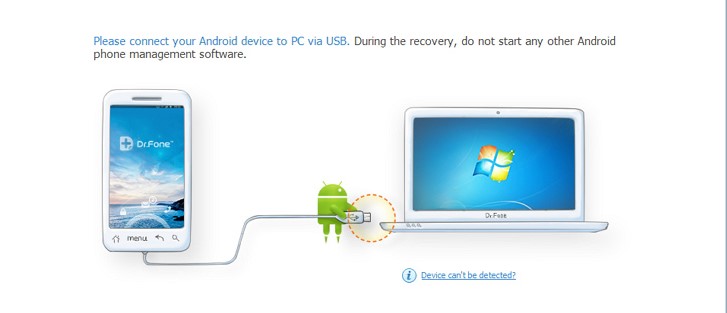 Please connect your Android device to PC via USB. During the recovery, do not start any other Android
phone management software.
Dr.Fone™
menu
Dr.Fone
Device can't be detected?